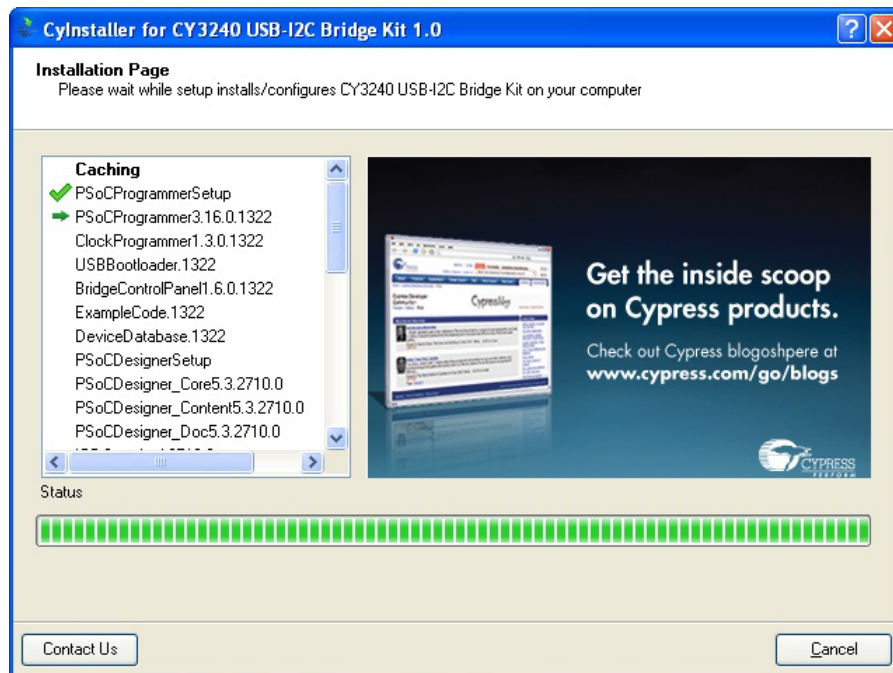 CyInstaller for CY3240 USB-I2C Bridge Kit 1.0
Installation Page
Please wait while setup installs/configures CY3240 USB-I2C Bridge Kit on your computer
Caching
PSoCProgrammerSetup
PSoCProgrammer3.16.0.1322
ClockProgrammer1.3.0.1322
USBBootloader.1322
BridgeControlPanel1.6.0.1322
ExampleCode.1322
DeviceDatabase.1322
PSoCDesignerSetup
PSoCDesigner_Core5.3.2710.0
PSoCDesigner_Content5.3.2710.0
PSoCDesigner_Doc5.3.2710.0
Get the inside scoop
on Cypress products.
Check out Cypress blogoshpere at
www.cypress.com/go/blogs
CYPRESS
PERFORM
Status
Contact Us
Cancel